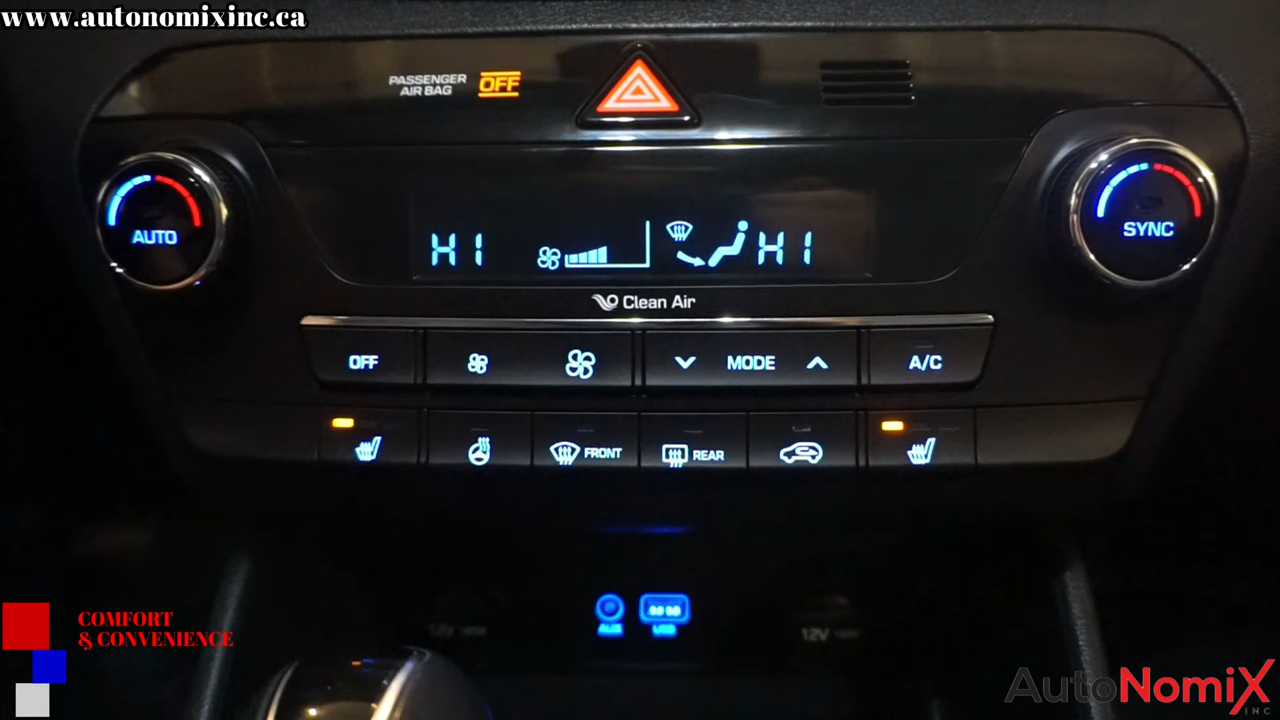 www.autonomixinc.ca
PASSENGER
AIR BAG
OFF
AUTO
HI
HI
SYNC
Clean Air
OFF
MODE
A/C
FRONT
REAR
AUX
USB
12V
12V
COMFORT
& CONVENIENCE
AutoNomiX
INC